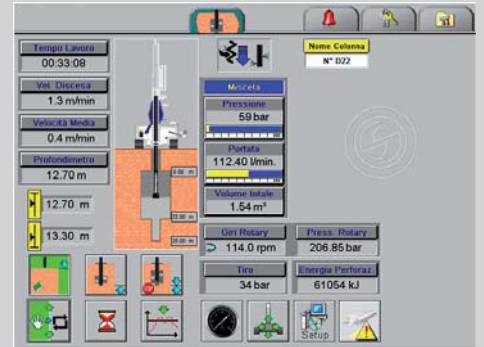 Tempo Lavoro
00:33:08
Vel. Discesa
1.3 m/min
Velocità Media
0.4 m/min
Profondimetro
12.70 m
12.70 m
13.30 m
Nome Colonna
N° D22
Miscela
Pressione
59 bar
Portata
112.40 l/min.
Volume totale
1.54 m³
Giri Rotary
114.0 rpm
Press. Rotary
206.85 bar
Tiro
34 bar
Energia Perforaz.
61054 kJ
Setup